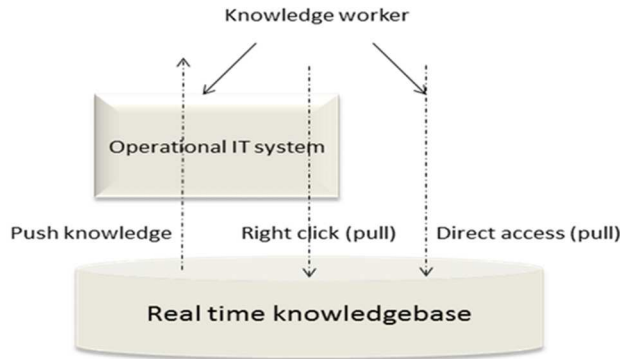 Knowledge worker
Operational IT system
Push knowledge
Right click (pull)
Direct access (pull)
Real time knowledgebase